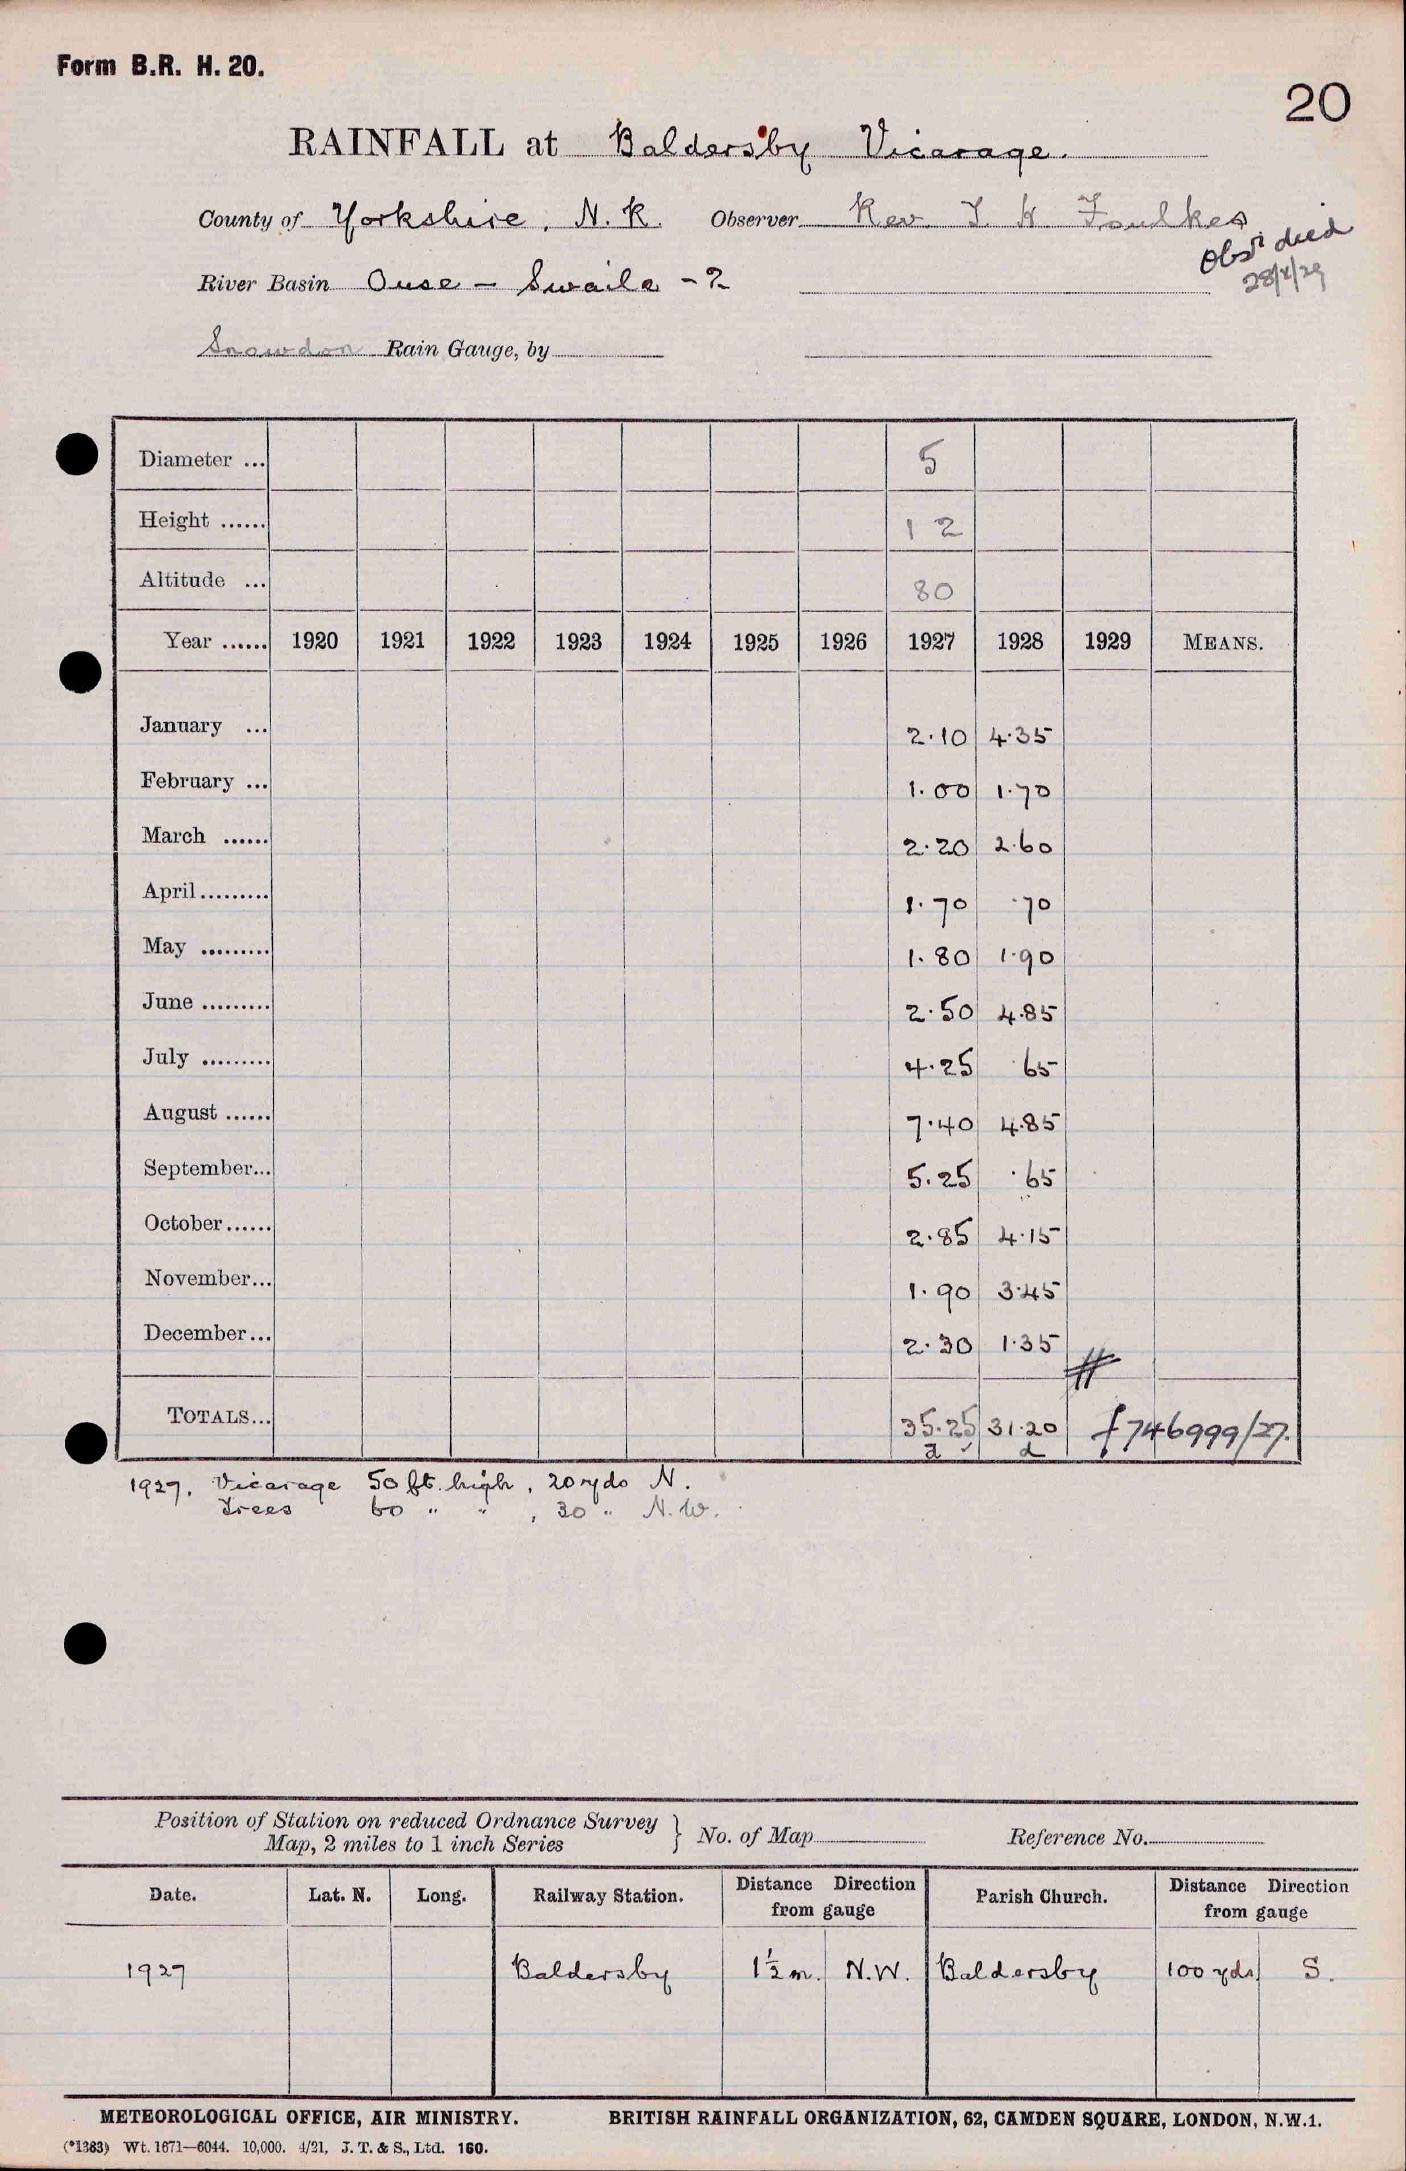 Form B.R. H. 20.
20
RAINFALL at Baldersby Vicarage.
County of Yorkshire, N.R. Observer Rev. T. H. Foulkes
Obsr died
River Basin Ouse – Swale – 2
28/4/29
Snowdon Rain Gauge, by
Diameter ... 5
Height ...... 12
Altitude ... 80
Year ...... 1920 1921 1922 1923 1924 1925 1926 1927 1928 1929 MEANS.
January ... 2.10 4.35
February ... 1.00 1.70
March ...... 2.20 2.60
April......... 1.70 .70
May ......... 1.80 1.90
June ......... 2.50 4.85
July ......... 4.25 .65
August ...... 7.40 4.85
September... 5.25 .65
October...... 2.85 4.15
November... 1.90 3.45
December... 2.30 1.35
TOTALS... 35.25 31.20 f746999/27.
d ✓ d
1927. Vicarage 50 ft. high, 20 yds N.
Trees 60 " " , 30 " N.W.
Position of Station on reduced Ordnance Survey
Map, 2 miles to 1 inch Series } No. of Map Reference No.
Date. Lat. N. Long. Railway Station. Distance Direction from gauge Parish Church. Distance Direction from gauge
1927 Baldersby 1½ m. N.W. Baldersby 100 yds S.
METEOROLOGICAL OFFICE, AIR MINISTRY. BRITISH RAINFALL ORGANIZATION, 62, CAMDEN SQUARE, LONDON, N.W.1.
(*1383) Wt. 1671—6044. 10,000. 4/21. J. T. & S., Ltd. 160.